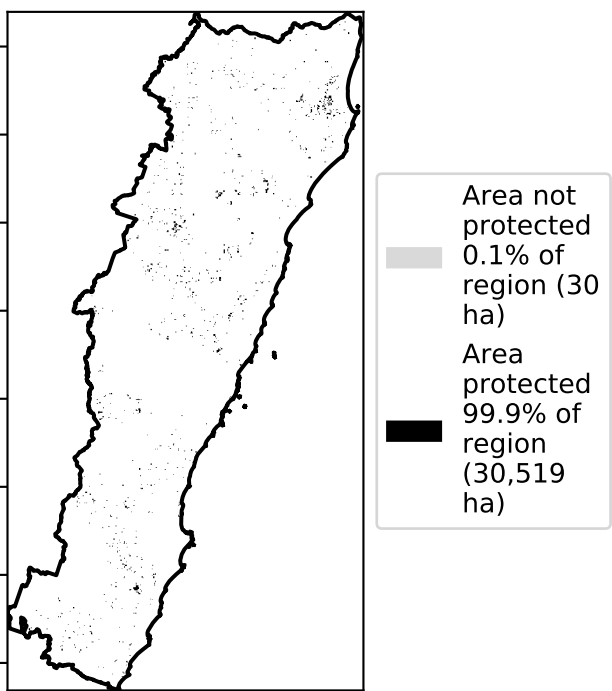 Area not
protected
0.1% of
region (30
ha)
Area
protected
99.9% of
region
(30,519
ha)